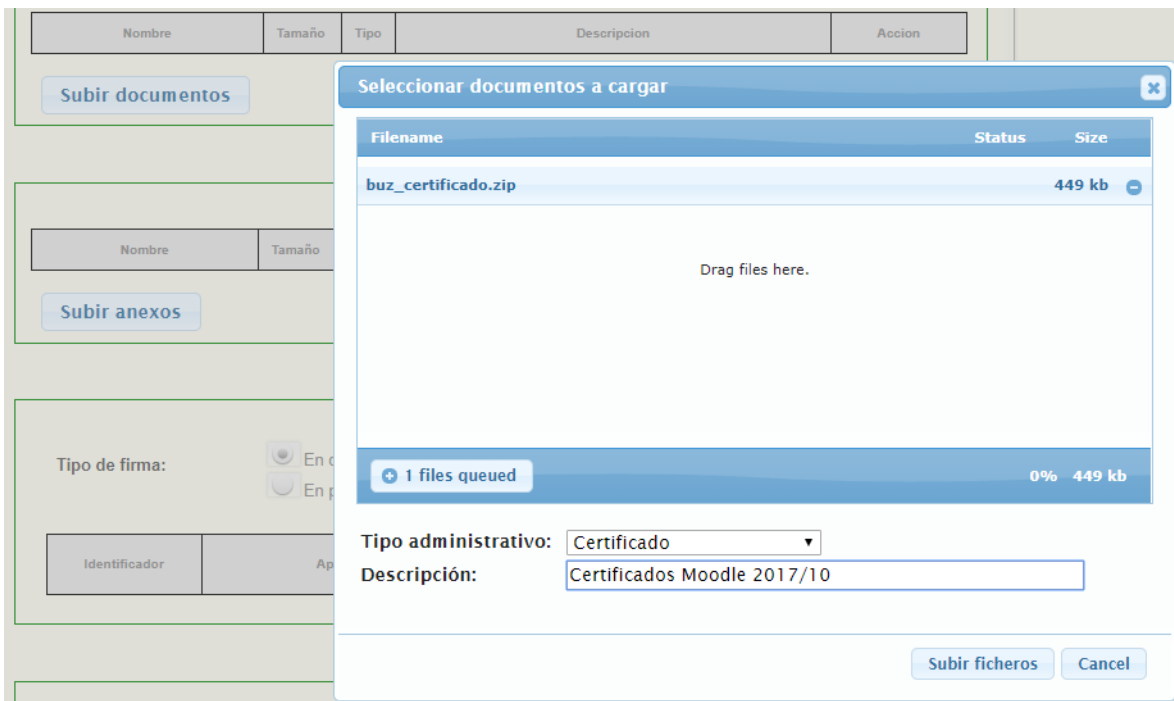 Nombre Tamaño Tipo Descripcion Accion
Subir documentos
Seleccionar documentos a cargar
Filename Status Size
buz_certificado.zip 449 kb
Drag files here.
1 files queued 0% 449 kb
Tipo administrativo: Certificado
Descripción: Certificados Moodle 2017/10
Subir ficheros Cancel
Nombre Tamaño
Subir anexos
Tipo de firma: En
En
Identificador